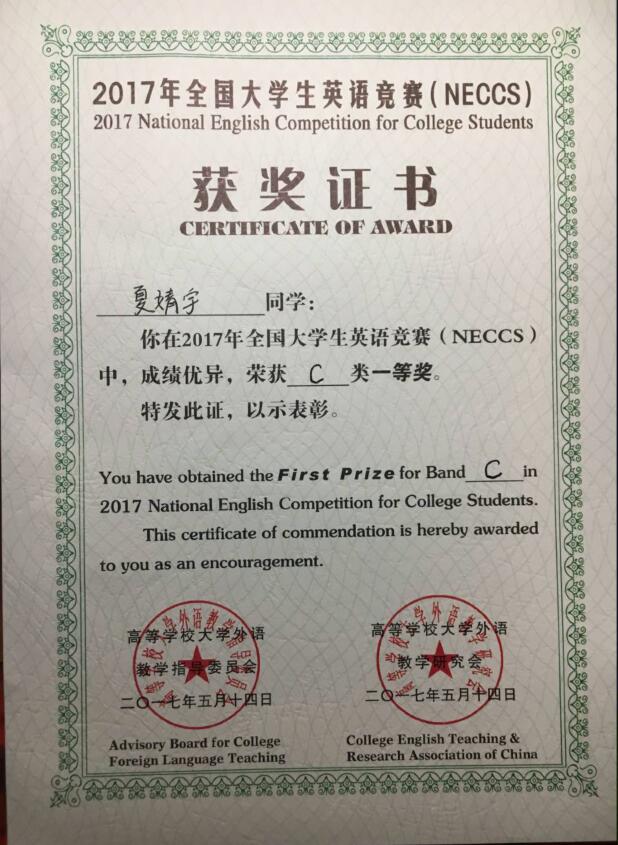 2017年全国大学生英语竞赛(NECCS)
2017 National English Competition for College Students
获奖证书
CERTIFICATE OF AWARD
夏婧宇同学：
你在2017年全国大学生英语竞赛(NECCS)
中，成绩优异，荣获 C 类一等奖。
特发此证，以示表彰。
You have obtained the First Prize for Band C in
2017 National English Competition for College Students.
This certificate of commendation is hereby awarded
to you as an encouragement.
高等学校大学外语
教学指导委员会
二〇一七年五月十四日
Advisory Board for College
Foreign Language Teaching
高等学校大学外语
教学研究会
二〇一七年五月十四日
College English Teaching &
Research Association of China